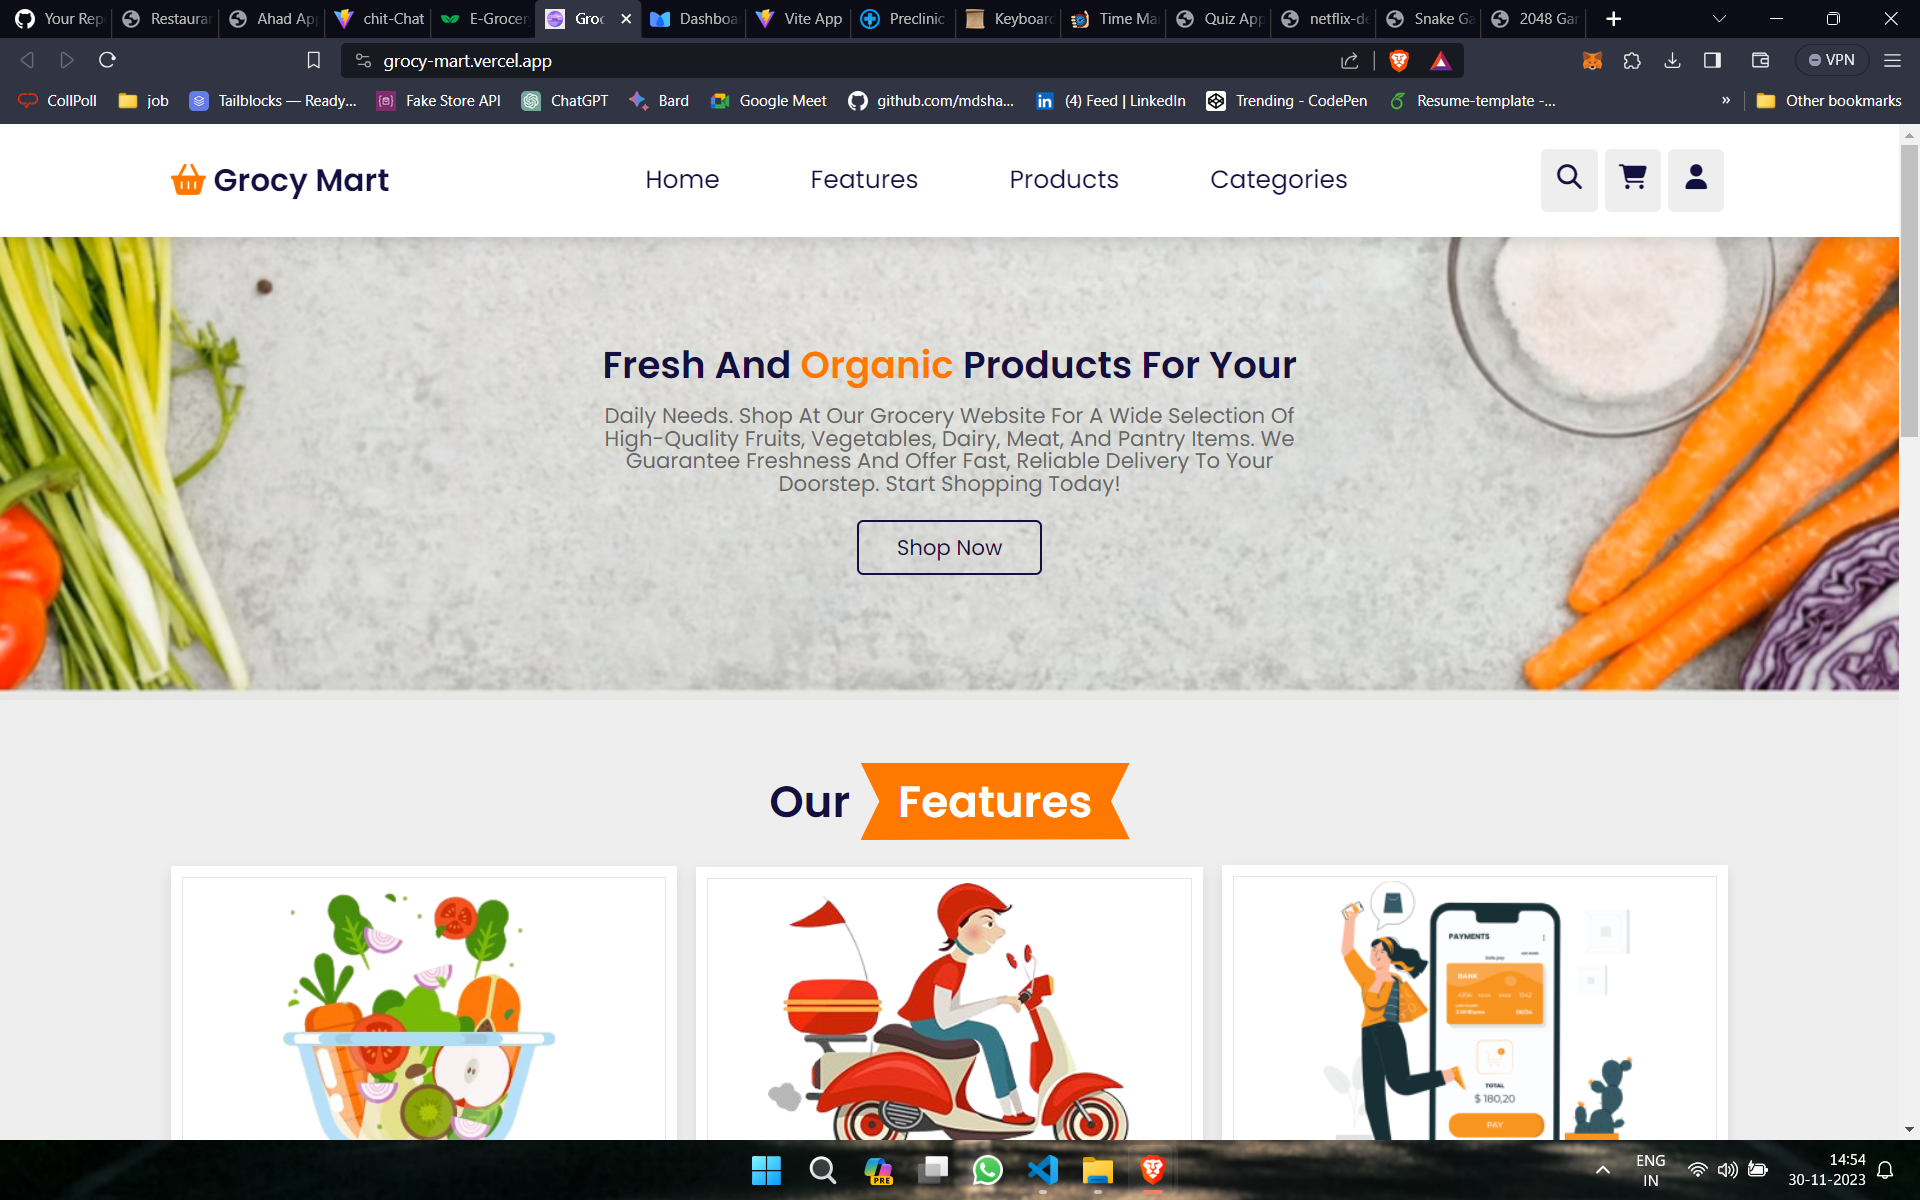 Your Rep
Restaurar
Ahad App
chit-Chat
E-Grocer
Groc
Dashboa
Vite App
Preclinic
Keyboard
Time Ma
Quiz App
netflix-de
Snake Ga
2048 Gar
grocy-mart.vercel.app
VPN
CollPoll
job
Tailblocks — Ready...
Fake Store API
ChatGPT
Bard
Google Meet
github.com/mdsha...
(4) Feed | LinkedIn
Trending - CodePen
Resume-template -...
»
Other bookmarks
Grocy Mart
Home
Features
Products
Categories
Fresh And Organic Products For Your
Daily Needs. Shop At Our Grocery Website For A Wide Selection Of
High-Quality Fruits, Vegetables, Dairy, Meat, And Pantry Items. We
Guarantee Freshness And Offer Fast, Reliable Delivery To Your
Doorstep. Start Shopping Today!
Shop Now
Our Features
PAYMENTS
BANK
TOTAL
$ 180,20
PAY
PRE
ENG
IN
14:54
30-11-2023